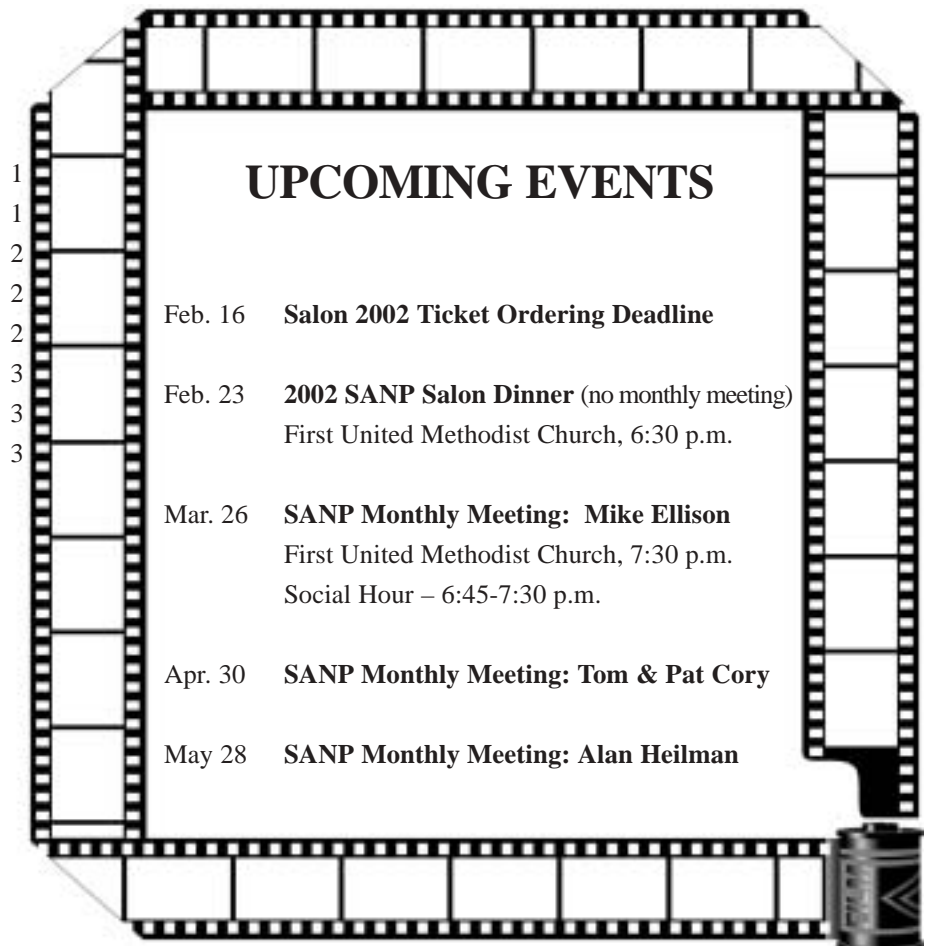 1
1
2
2
2
3
3
3
UPCOMING EVENTS
Feb. 16 Salon 2002 Ticket Ordering Deadline
Feb. 23 2002 SANP Salon Dinner (no monthly meeting)
First United Methodist Church, 6:30 p.m.
Mar. 26 SANP Monthly Meeting: Mike Ellison
First United Methodist Church, 7:30 p.m.
Social Hour – 6:45-7:30 p.m.
Apr. 30 SANP Monthly Meeting: Tom & Pat Cory
May 28 SANP Monthly Meeting: Alan Heilman